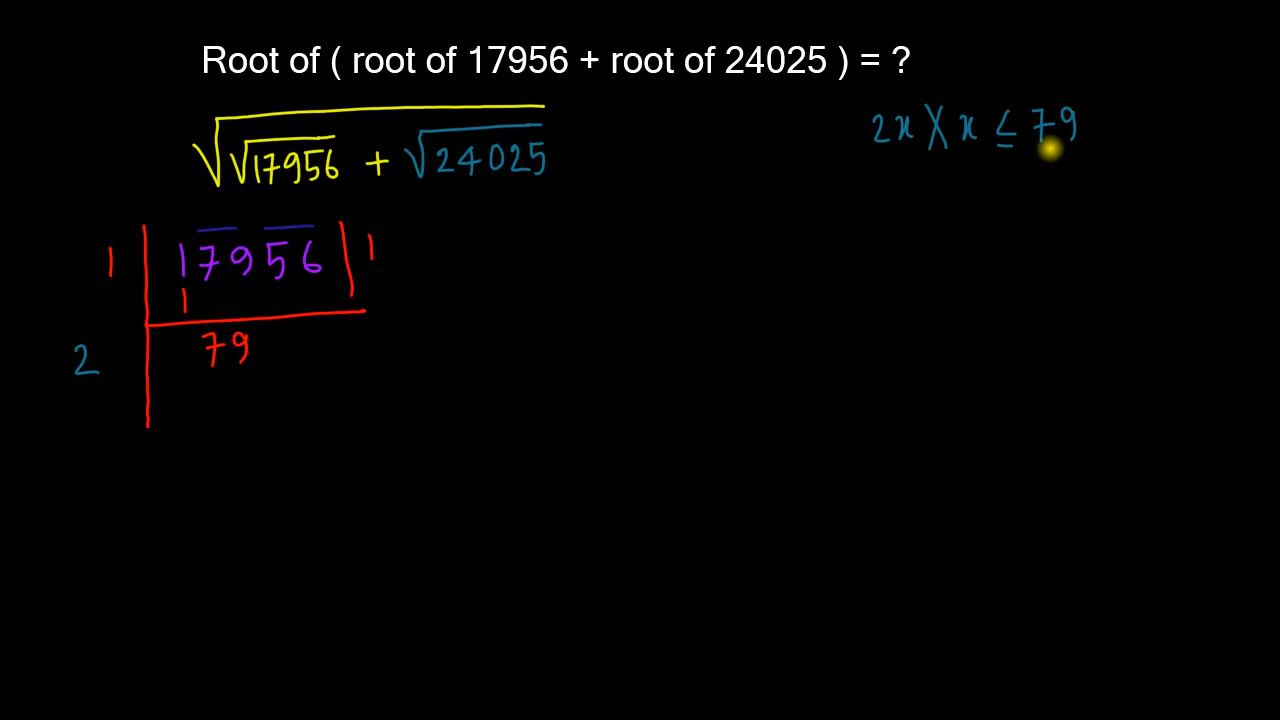 Root of ( root of 17956 + root of 24025 ) = ?
√(√17956 + √24025)
2x X x ≤ 79
1 | 17956 | 1
1
2 | 79